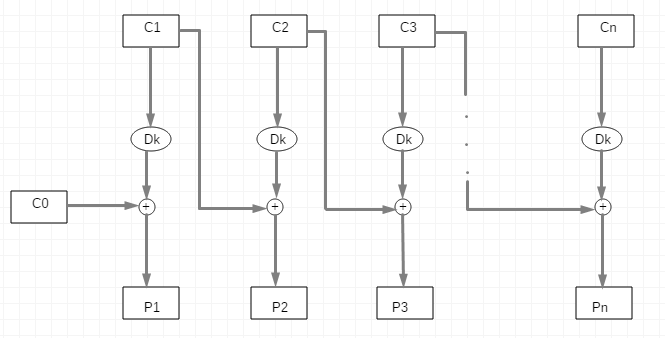 C1 C2 C3 Cn
Dk Dk Dk Dk
C0 + + + +
P1 P2 P3 Pn